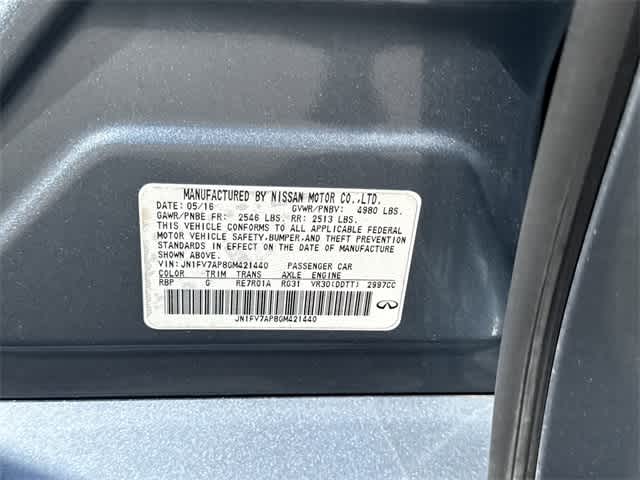 MANUFACTURED BY NISSAN MOTOR CO.,LTD.
DATE: 05/16 GVWR/PNBV: 4980 LBS.
GAWR/PNBE FR: 2546 LBS. RR: 2513 LBS.
THIS VEHICLE CONFORMS TO ALL APPLICABLE FEDERAL
MOTOR VEHICLE SAFETY,BUMPER,AND THEFT PREVENTION
STANDARDS IN EFFECT ON THE DATE OF MANUFACTURE
SHOWN ABOVE.
VIN: JN1FV7AP8GM421440 PASSENGER CAR
COLOR TRIM TRANS AXLE ENGINE
RBP G RE7R01A RG31 VR30(DDTT) 2997CC
JN1FV7AP8GM421440